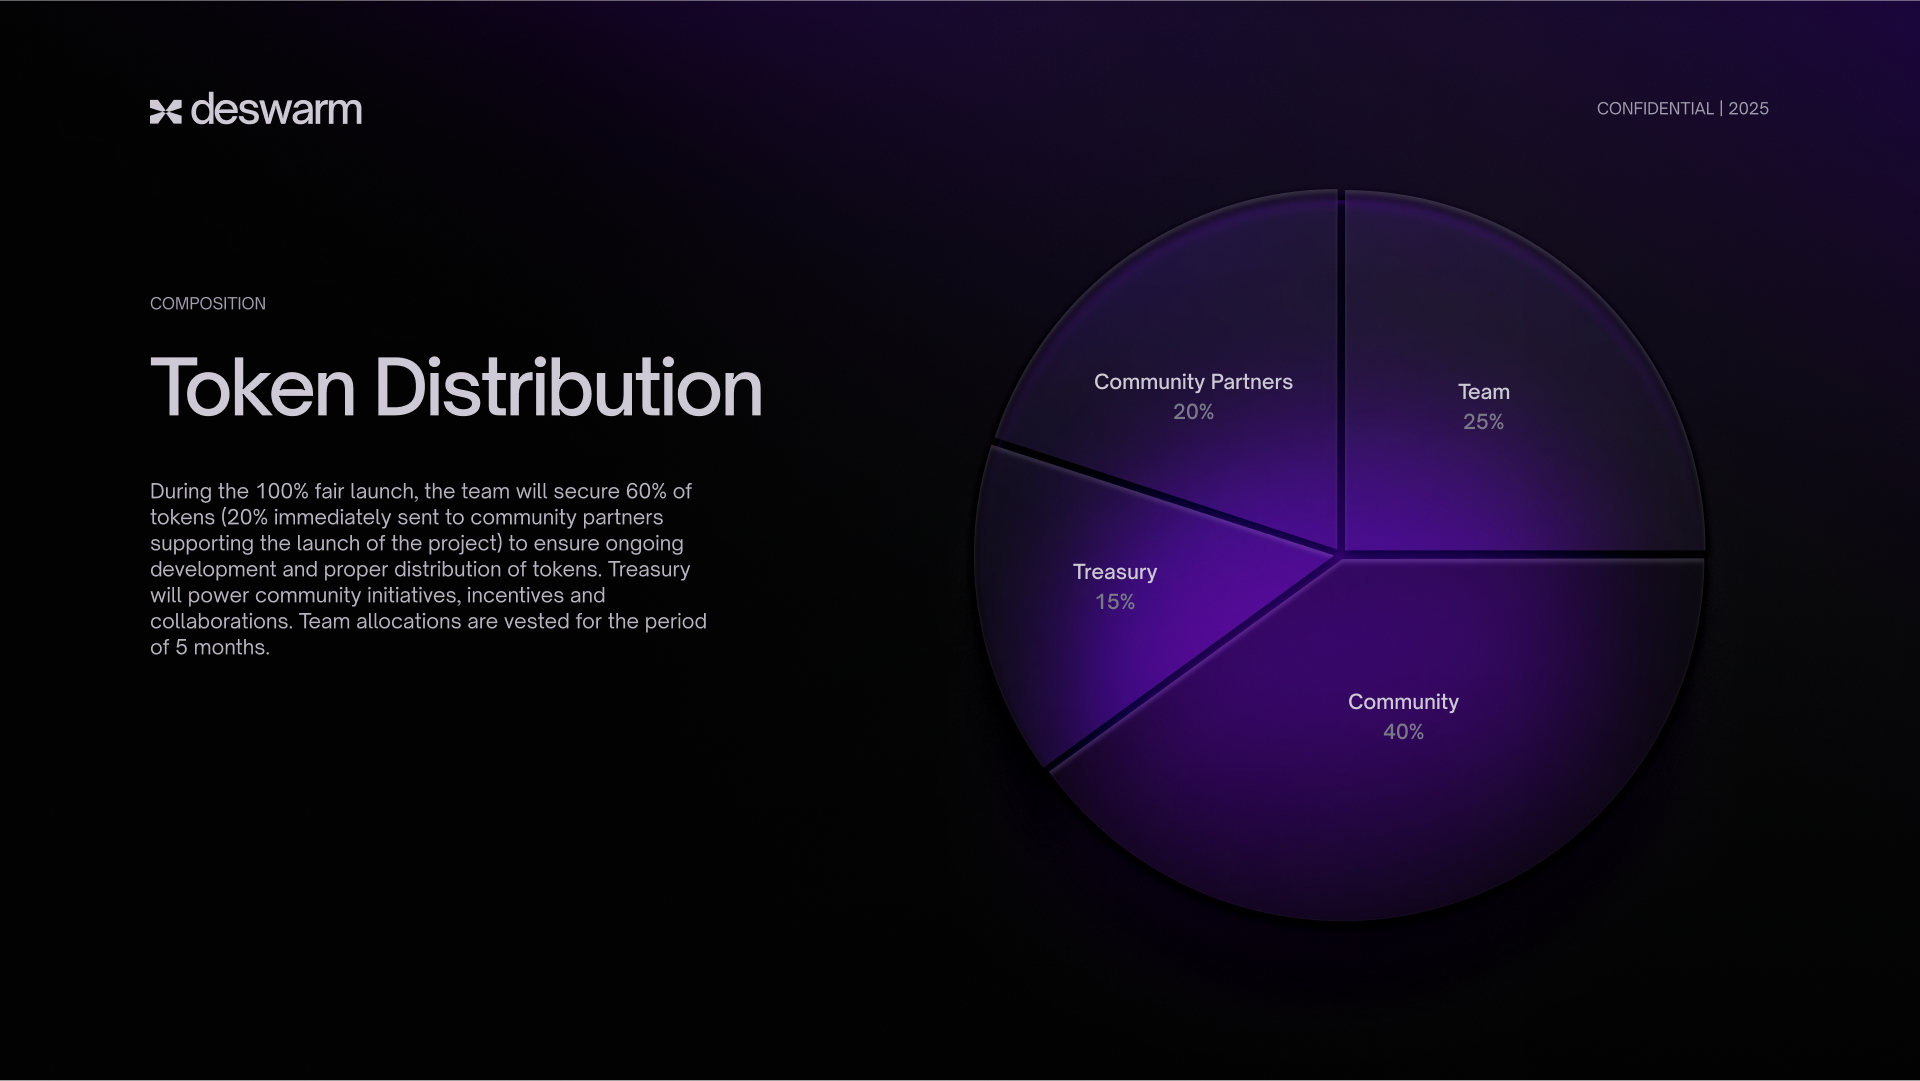 deswarm
CONFIDENTIAL | 2025
COMPOSITION
Token Distribution
During the 100% fair launch, the team will secure 60% of
tokens (20% immediately sent to community partners
supporting the launch of the project) to ensure ongoing
development and proper distribution of tokens. Treasury
will power community initiatives, incentives and
collaborations. Team allocations are vested for the period
of 5 months.
Community Partners
20%
Team
25%
Treasury
15%
Community
40%